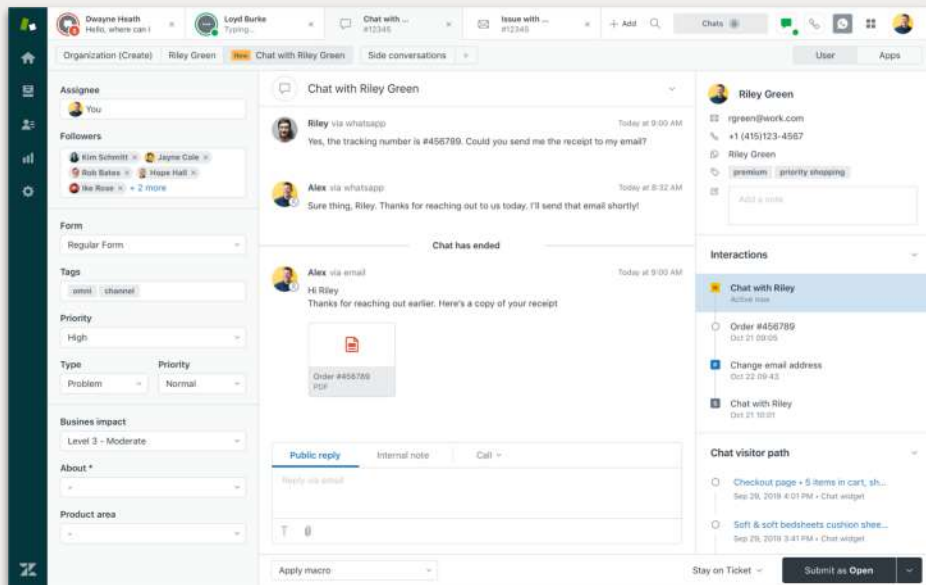 Dwayne Heath
Hello, where can I
Loyd Burke
Typing...
Chat with ...
#12345
Issue with ...
#12345
+ Add
Chats
Organization (Create)
Riley Green
New Chat with Riley Green
Side conversations
+
User
Apps
Assignee
You
Followers
Kim Schmitt ×
Jayne Cale ×
Rob Bates ×
Hope Hall ×
Ike Rose ×
+ 2 more
Form
Regular Form
Tags
omni channel
Priority
High
Type Priority
Problem Normal
Busines impact
Level 3 - Moderate
About *
-
Product area
-
Chat with Riley Green
Riley via whatsapp Today at 9:00 AM
Yes, the tracking number is #456789. Could you send me the receipt to my email?
Alex via whatsapp Today at 8:32 AM
Sure thing, Riley. Thanks for reaching out to us today. I'll send that email shortly!
Chat has ended
Alex via email Today at 9:00 AM
Hi Riley
Thanks for reaching out earlier. Here's a copy of your receipt
Order #456789
PDF
Public reply Internal note Call
Reply via email
T
Apply macro
Stay on Ticket
Submit as Open
Riley Green
rgreen@work.com
+1 (415)123-4567
Riley Green
premium priority shopping
Add a note
Interactions
Chat with Riley
Active now
Order #456789
Oct 21 09:05
Change email address
Oct 22 09:43
Chat with Riley
Oct 21 10:01
Chat visitor path
Checkout page • 5 items in cart, sh...
Sep 29, 2019 4:01 PM • Chat widget
Soft & soft bedsheets cushion shee...
Sep 29, 2019 3:41 PM • Chat widget